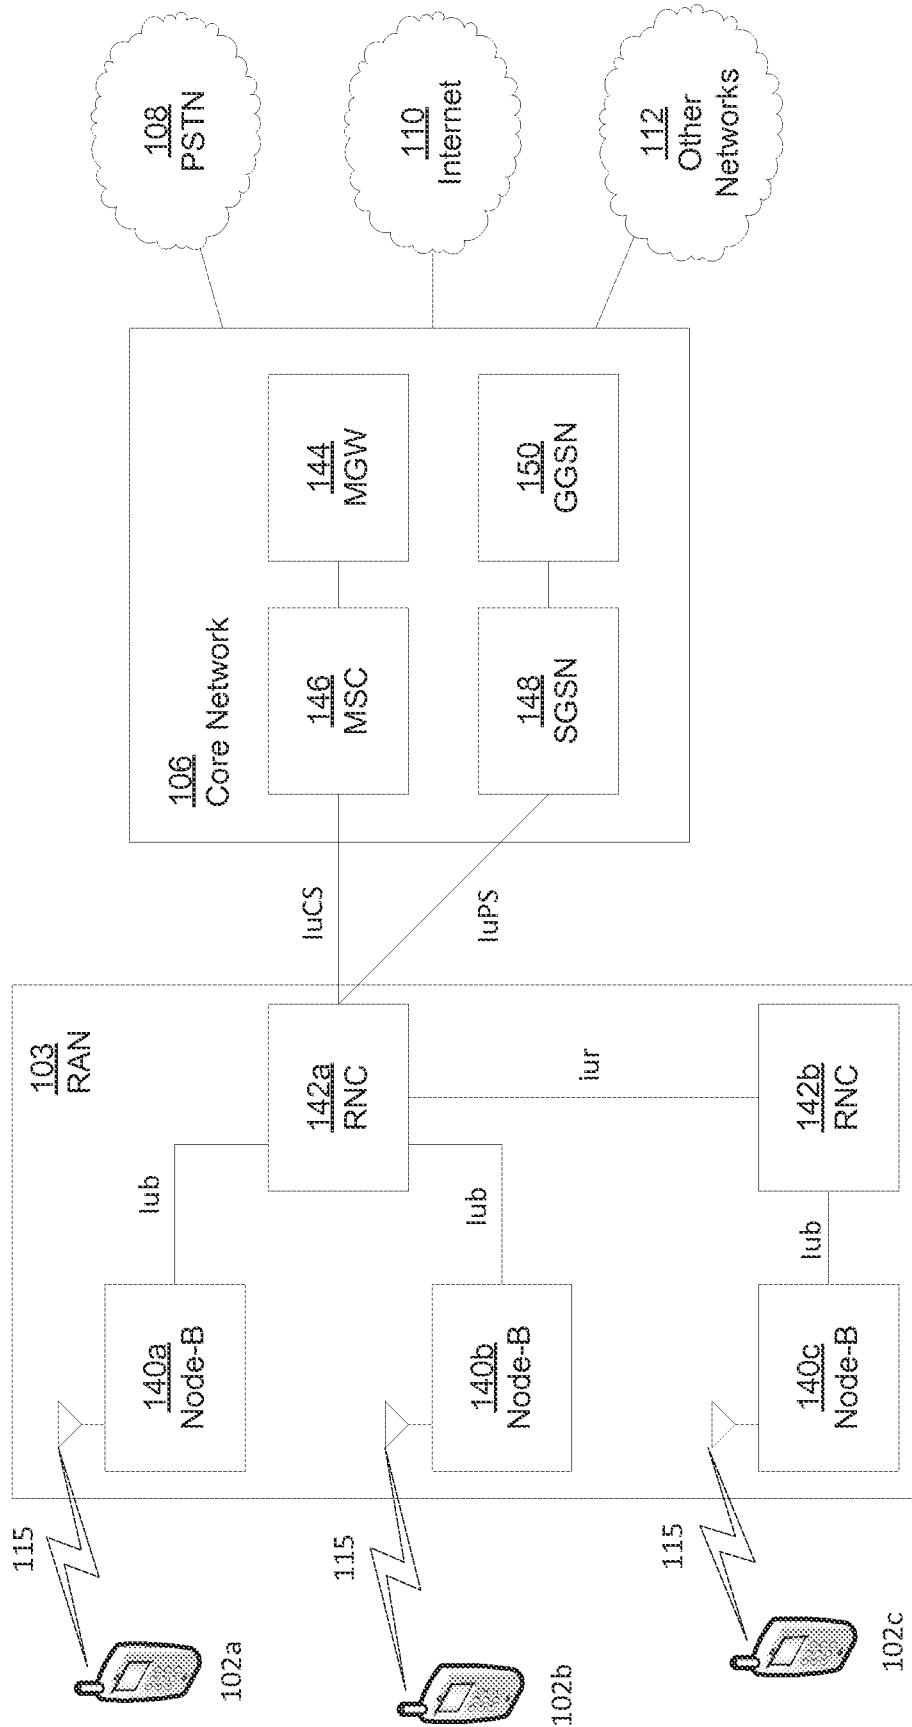 102a
115
140a
Node-B
Iub
103
RAN
142a
RNC
IuCS
IuPS
106
Core Network
146
MSC
144
MGW
148
SGSN
150
GGSN
108
PSTN
110
Internet
112
Other
Networks
102b
115
140b
Node-B
Iub
iur
102c
115
140c
Node-B
Iub
142b
RNC